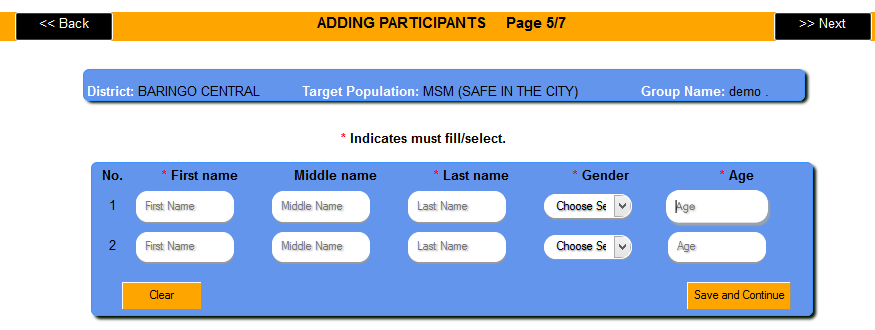 << Back ADDING PARTICIPANTS Page 5/7 >> Next
District: BARINGO CENTRAL Target Population: MSM (SAFE IN THE CITY) Group Name: demo .
* Indicates must fill/select.
No. * First name Middle name * Last name * Gender * Age
1 First Name Middle Name Last Name Choose Se Age
2 First Name Middle Name Last Name Choose Se Age
Clear Save and Continue